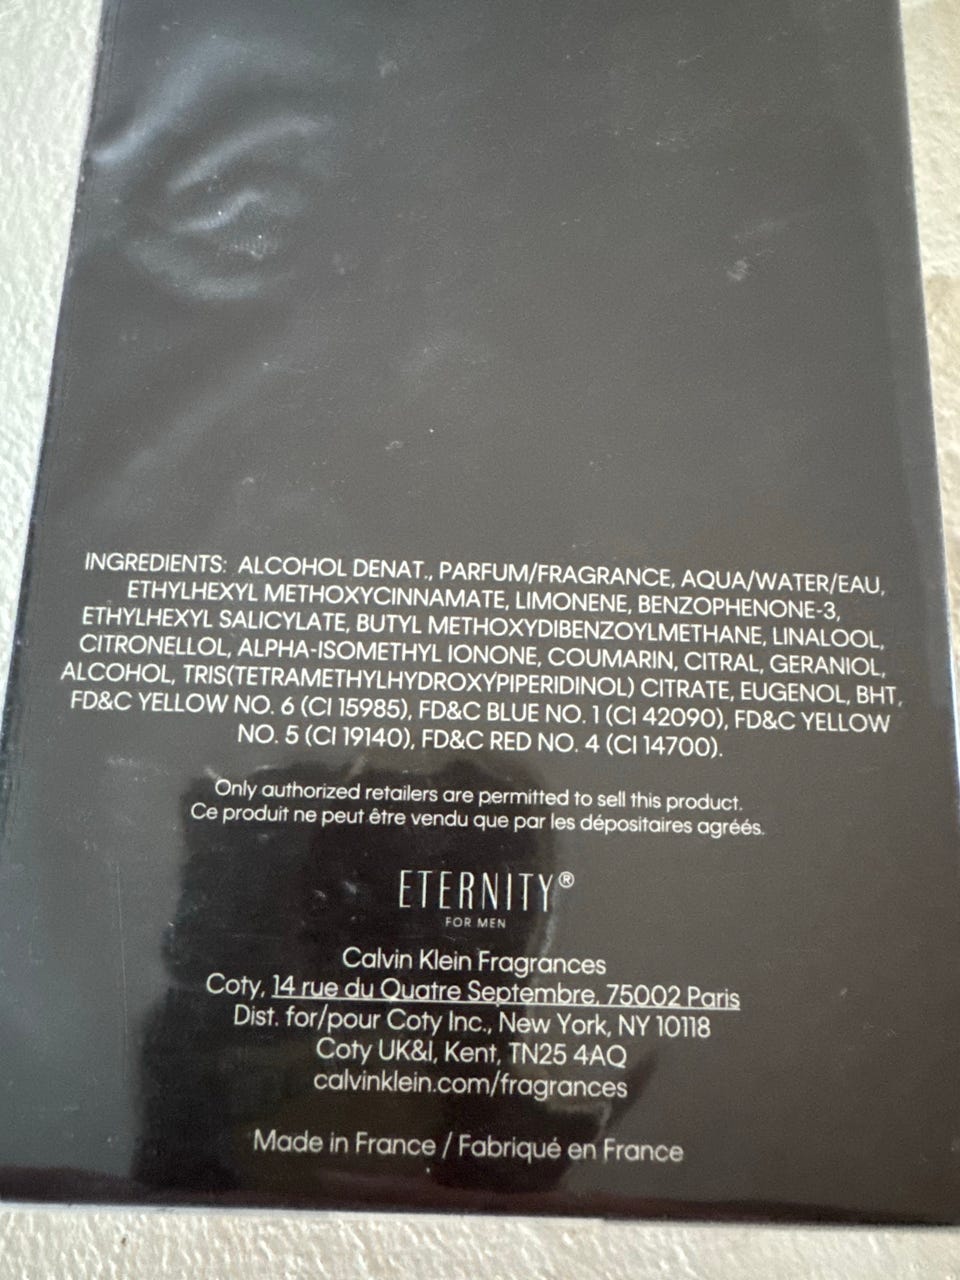 INGREDIENTS: ALCOHOL DENAT., PARFUM/FRAGRANCE, AQUA/WATER/EAU,
ETHYLHEXYL METHOXYCINNAMATE, LIMONENE, BENZOPHENONE-3,
ETHYLHEXYL SALICYLATE, BUTYL METHOXYDIBENZOYLMETHANE, LINALOOL,
CITRONELLOL, ALPHA-ISOMETHYL IONONE, COUMARIN, CITRAL, GERANIOL,
ALCOHOL, TRIS(TETRAMETHYLHYDROXYPIPERIDINOL) CITRATE, EUGENOL, BHT,
FD&C YELLOW NO. 6 (CI 15985), FD&C BLUE NO. 1 (CI 42090), FD&C YELLOW
NO. 5 (CI 19140), FD&C RED NO. 4 (CI 14700).
Only authorized retailers are permitted to sell this product.
Ce produit ne peut être vendu que par les dépositaires agréés.
ETERNITY®
FOR MEN
Calvin Klein Fragrances
Coty, 14 rue du Quatre Septembre, 75002 Paris
Dist. for/pour Coty Inc., New York, NY 10118
Coty UK&I, Kent, TN25 4AQ
calvinklein.com/fragrances
Made in France / Fabriqué en France